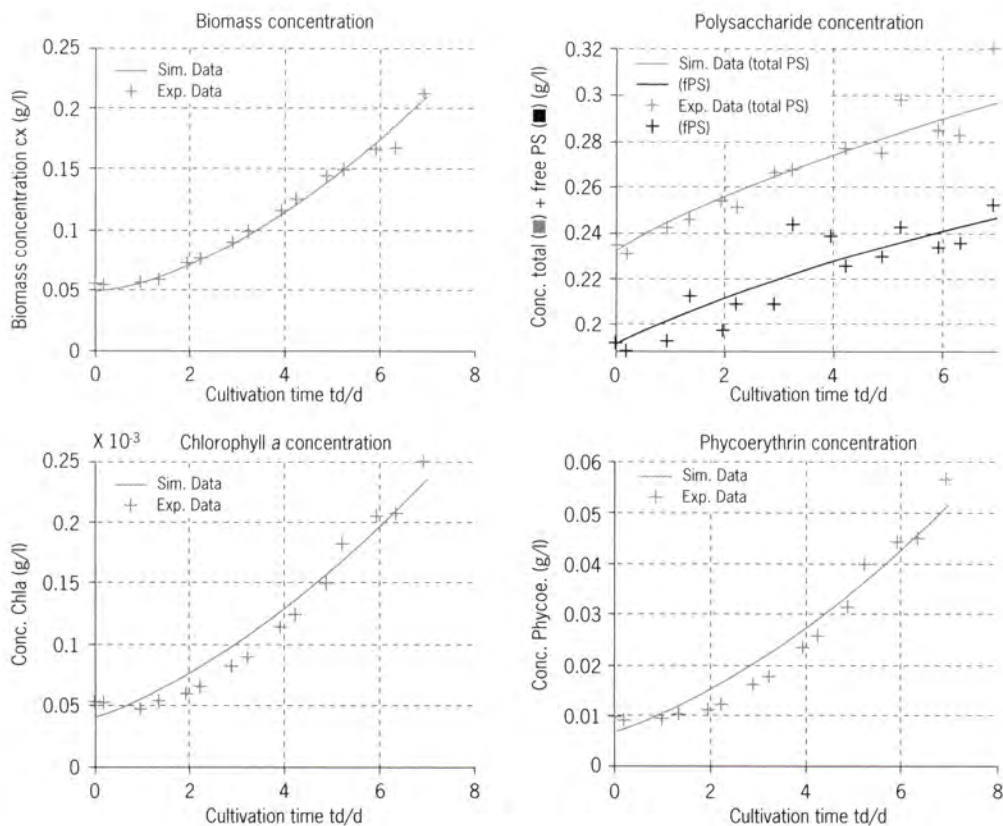 Biomass concentration
Biomass concentration cx (g/l)
0.25
0.2
0.15
0.1
0.05
0
Sim. Data
Exp. Data
0 2 4 6 8
Cultivation time td/d
Polysaccharide concentration
Conc. total (■) + free PS (■) (g/l)
0.32
0.3
0.28
0.26
0.24
0.22
0.2
Sim. Data (total PS)
(fPS)
Exp. Data (total PS)
(fPS)
0 2 4 6
Cultivation time td/d
X 10-3
Chlorophyll a concentration
Conc. Chla (g/l)
0.25
0.2
0.15
0.1
0.05
0
Sim. Data
Exp. Data
0 2 4 6 8
Cultivation time td/d
Phycoerythrin concentration
Conc. Phycoe. (g/l)
0.06
0.05
0.04
0.03
0.02
0.01
0
Sim. Data
Exp. Data
0 2 4 6 8
Cultivation time td/d